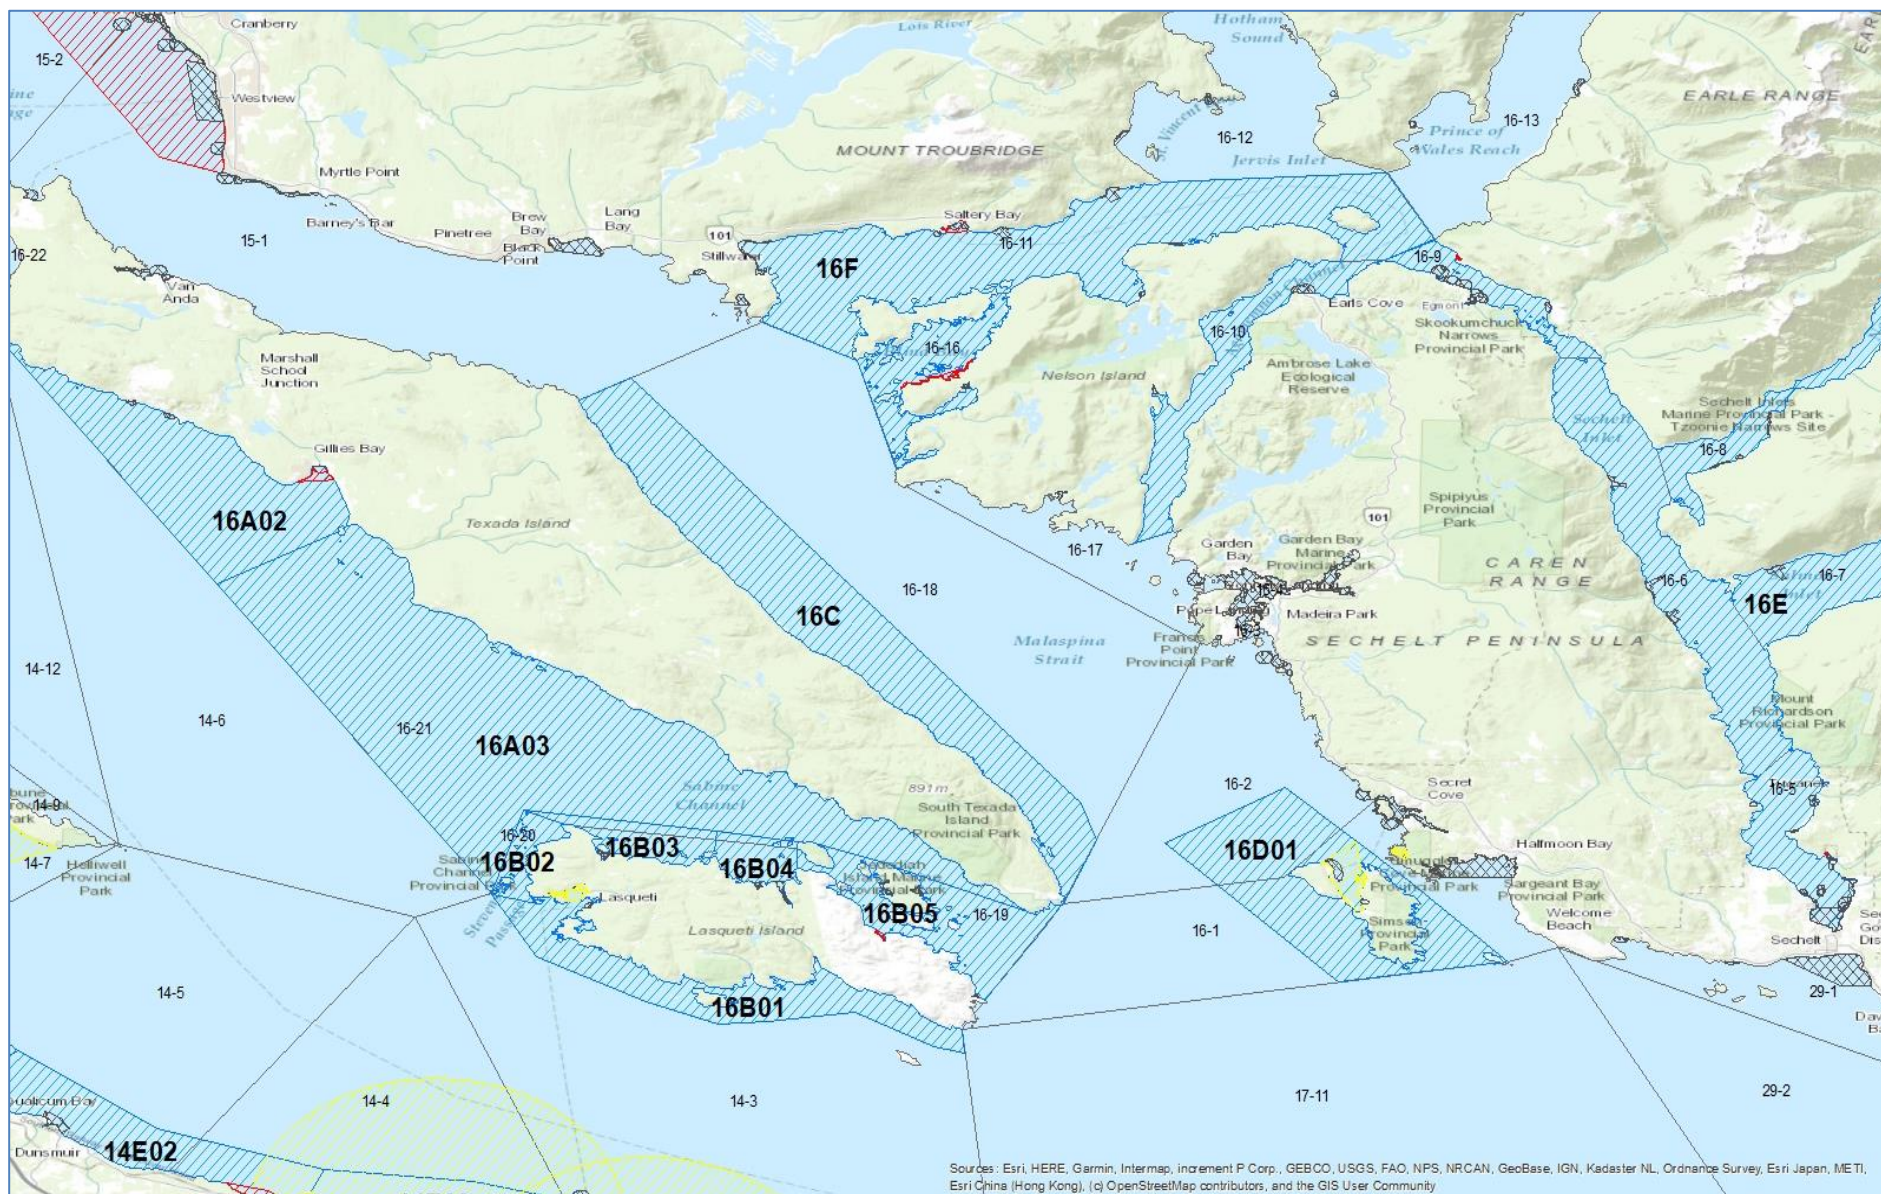 Cranberry
Lois River
Hotham
Sound
15-2
Westview
EARLE RANGE
16-13
16-12
Prince of
Wales Reach
MOUNT TROUBRIDGE
Jervis Inlet
Myrtle Point
Barney's Bar
Pinetree
Brew
Bay
Black
Point
Lang
Bay
Saltery Bay
101
Stillwater
15-1
16-11
16-22
16F
16-9
Van
Anda
Earls Cove
Egmont
Skookumchuck
Narrows
Provincial Park
16-10
16-16
Marshall
School
Junction
Nelson Island
Ambrose Lake
Ecological
Reserve
Sechelt Inlets
Marine Provincial Park -
Tzoonie Narrows Site
Sechelt
Inlet
16-8
Gillies Bay
Spipiyus
Provincial
Park
16A02
Texada Island
101
16-17
Garden
Bay
Garden Bay
Marine
Provincial Park
CAREN
RANGE
16-18
16-6
16-7
16E
16C
Madeira Park
Malaspina
Strait
Francis
Point
Provincial Park
SECHELT PENINSULA
14-12
14-6
16-21
16A03
Mount
Richardson
Provincial Park
Sabine
Channel
891m
South Texada
Island
Provincial Park
16-2
Secret
Cove
16-5
14-9
14-7
Helliwell
Provincial
Park
16-20
16B02
16B03
16B04
16D01
Halfmoon Bay
Sargeant Bay
Provincial Park
Lasqueti
16B05
16-19
Lasqueti Island
16-1
Simson
Provincial
Park
Welcome
Beach
Sechelt
14-5
16B01
29-1
14-4
14-3
17-11
29-2
14E02
Dunsmuir
Sources: Esri, HERE, Garmin, Intermap, increment P Corp., GEBCO, USGS, FAO, NPS, NRCAN, GeoBase, IGN, Kadaster NL, Ordnance Survey, Esri Japan, METI,
Esri China (Hong Kong), (c) OpenStreetMap contributors, and the GIS User Community